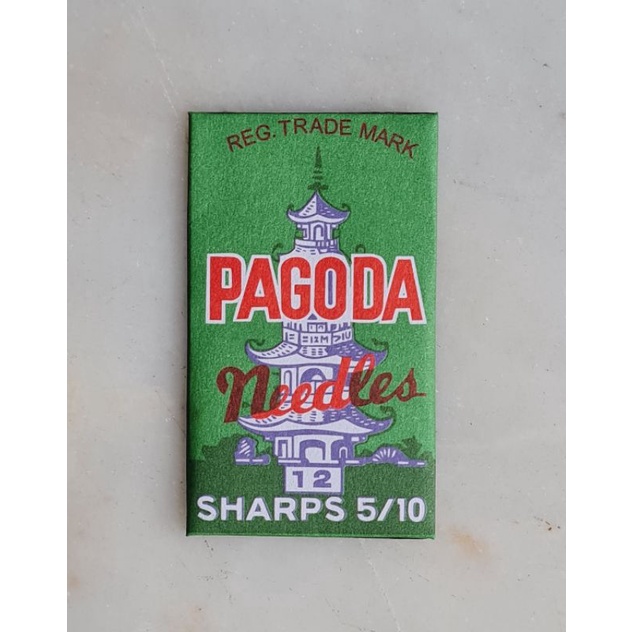 REG. TRADE MARK
PAGODA
Needles
12
SHARPS 5/10